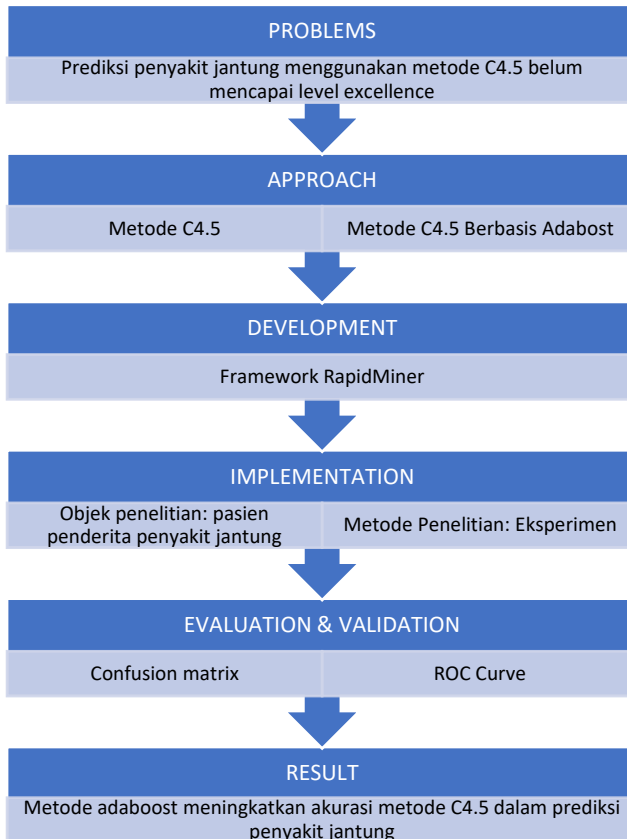 PROBLEMS
Prediksi penyakit jantung menggunakan metode C4.5 belum
mencapai level excellence
APPROACH
Metode C4.5
Metode C4.5 Berbasis Adabost
DEVELOPMENT
Framework RapidMiner
IMPLEMENTATION
Objek penelitian: pasien
penderita penyakit jantung
Metode Penelitian: Eksperimen
EVALUATION & VALIDATION
Confusion matrix
ROC Curve
RESULT
Metode adaboost meningkatkan akurasi metode C4.5 dalam prediksi
penyakit jantung